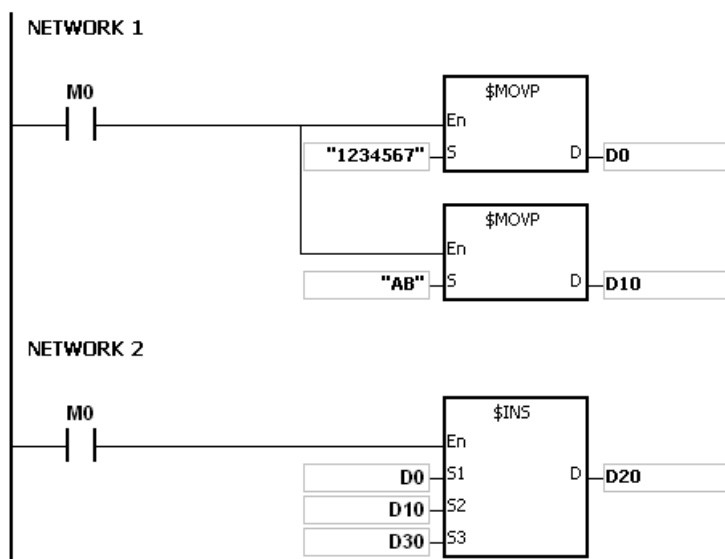 NETWORK 1
M0
$MOVP
En
"1234567" S D D0
$MOVP
En
"AB" S D D10
NETWORK 2
M0
$INS
En
D0 S1 D D20
D10 S2
D30 S3